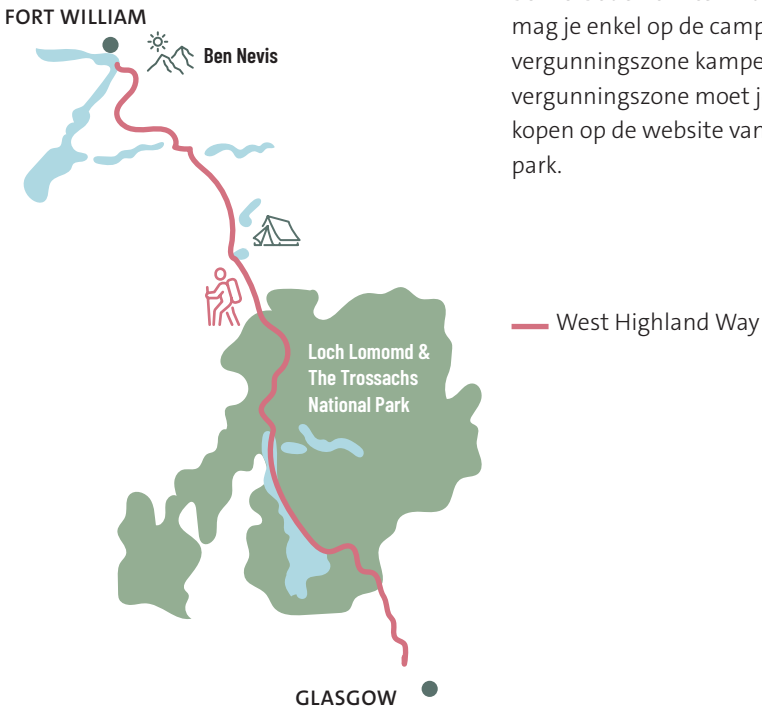 FORT WILLIAM
Ben Nevis
Loch Lomomd &
The Trossachs
National Park
GLASGOW
mag je enkel op de camp
vergunningszone kampe
vergunningszone moet j
kopen op de website van
park.
West Highland Way